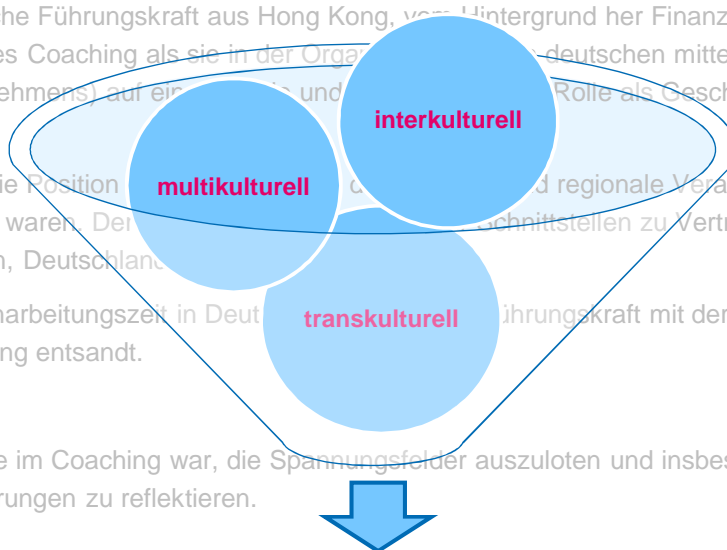 che Führungskraft aus Hong Kong, vom Hintergrund her Finanz
es Coaching als sie in der Orga deutschen mitte
ehmens) auf ein und Rolle als Gesch
interkulturell
multikulturell
ie Position d regionale Vera
waren. Der Schnittstellen zu Vertr
n, Deutschland
transkulturell
narbeitungszeit in Deut ührungskraft mit der
ng entsandt.
e im Coaching war, die Spannungsfelder auszuloten und insbes
rungen zu reflektieren.